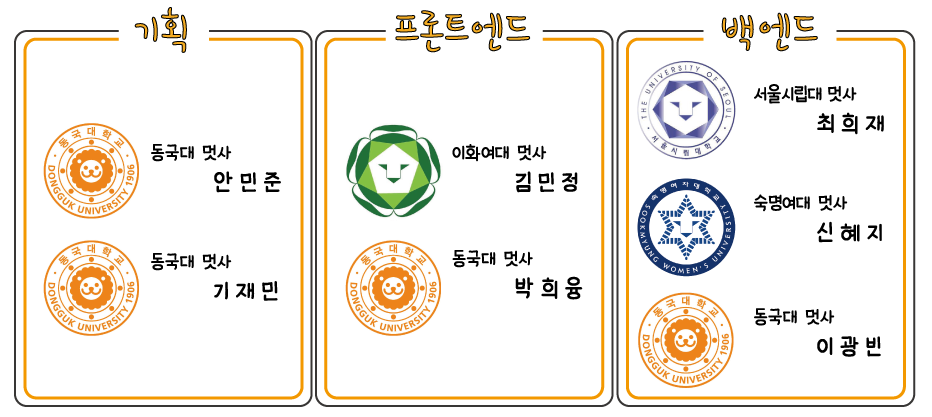 기획
동국대학교
DONGGUK UNIVERSITY 1906
동국대 멋사
안민준
동국대학교
DONGGUK UNIVERSITY 1906
동국대 멋사
기재민
프론트엔드
이화여대 멋사
김민정
동국대학교
DONGGUK UNIVERSITY 1906
동국대 멋사
박희융
백엔드
THE UNIVERSITY OF SEOUL
서울시립대학교
서울시립대 멋사
최희재
숙명여자대학교
SOOKMYUNG WOMEN'S UNIVERSITY
숙명여대 멋사
신혜지
동국대학교
DONGGUK UNIVERSITY 1906
동국대 멋사
이광빈